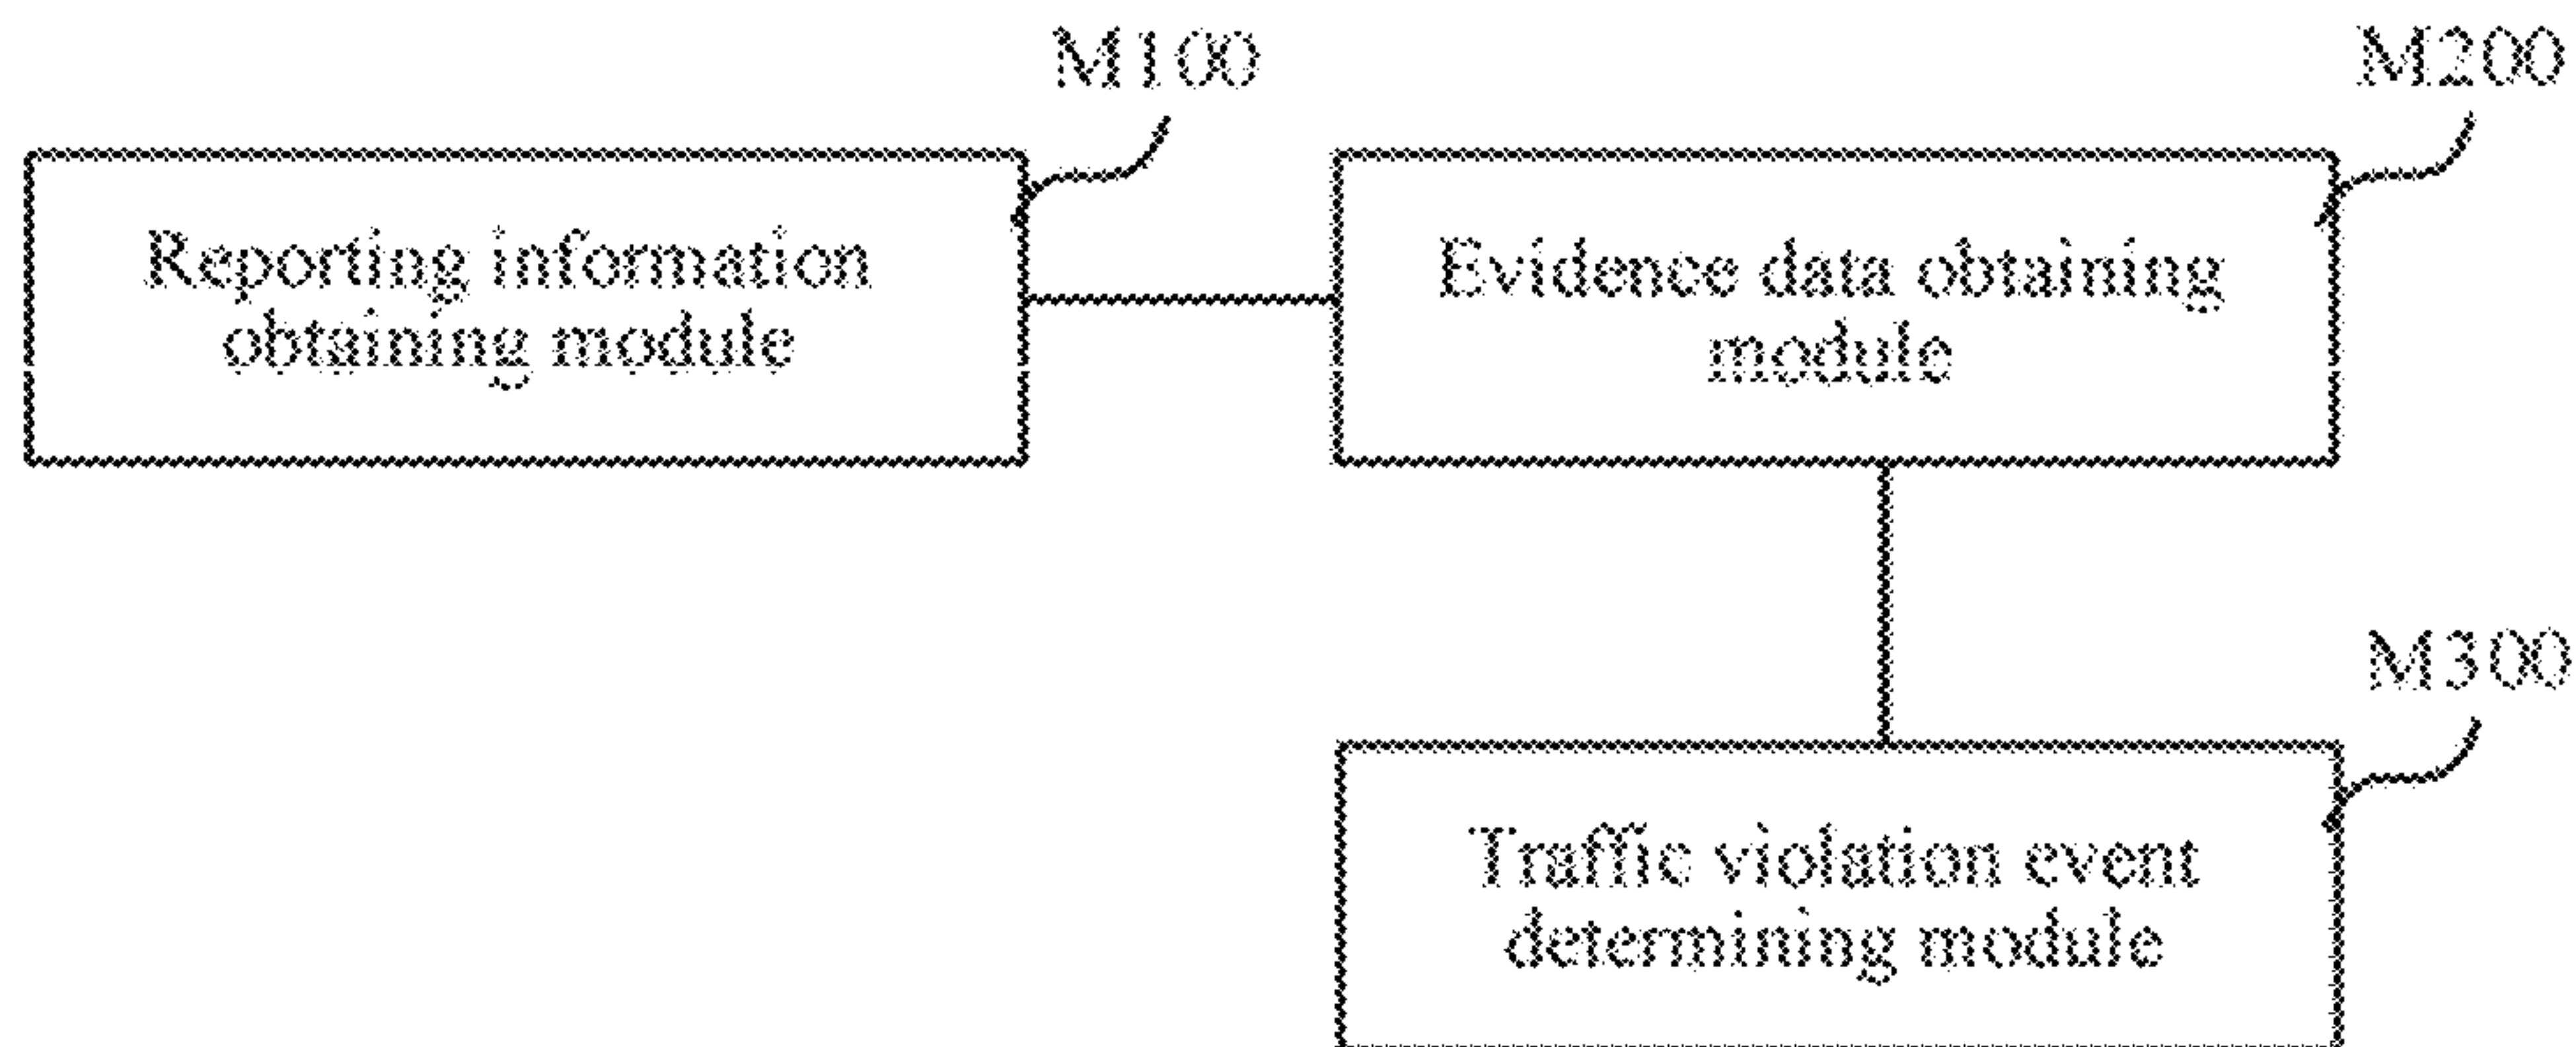 M100
M200
Reporting information
obtaining module
Evidence data obtaining
module
M300
Traffic violation event
determining module